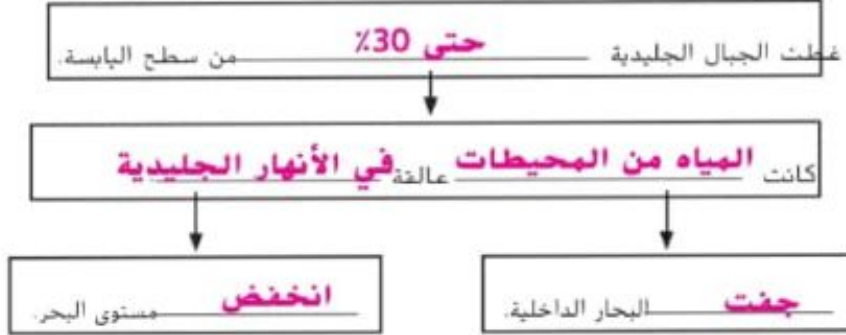 غطت الجبال الجليدية حتى 30٪ من سطح اليابسة.
كانت المياه من المحيطات عالقة في الأنهار الجليدية
جفت البحار الداخلية.
انخفض مستوى البحر.